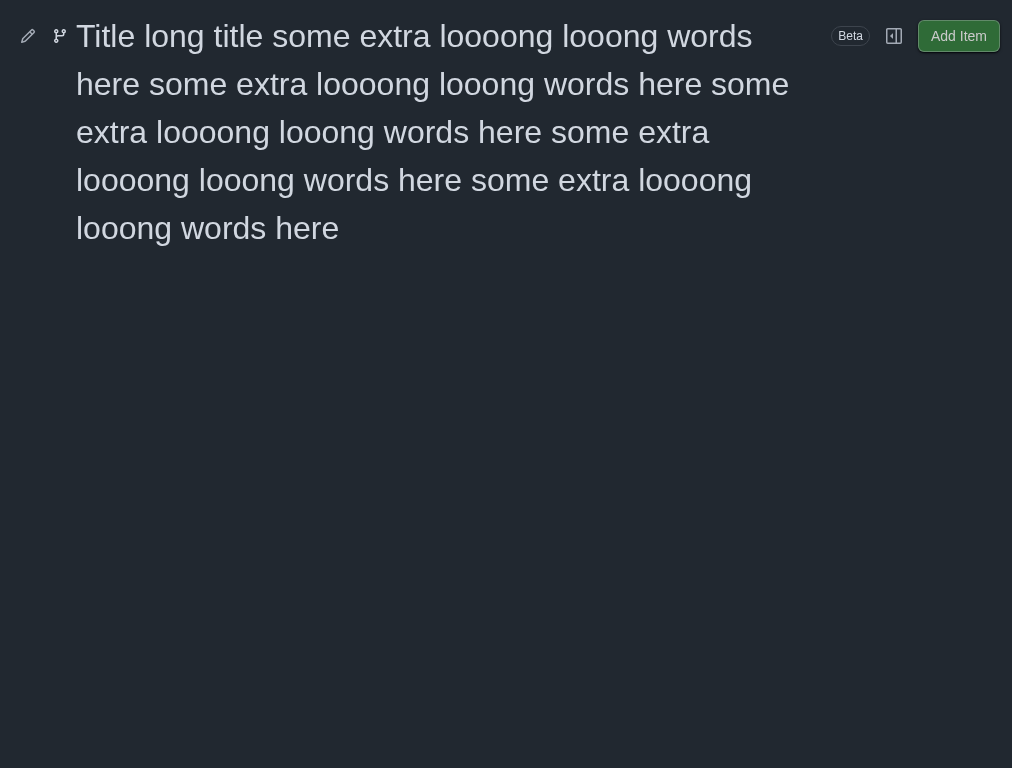 Title long title some extra loooong looong words
here some extra loooong looong words here some
extra loooong looong words here some extra
loooong looong words here some extra loooong
looong words here
Beta
Add Item